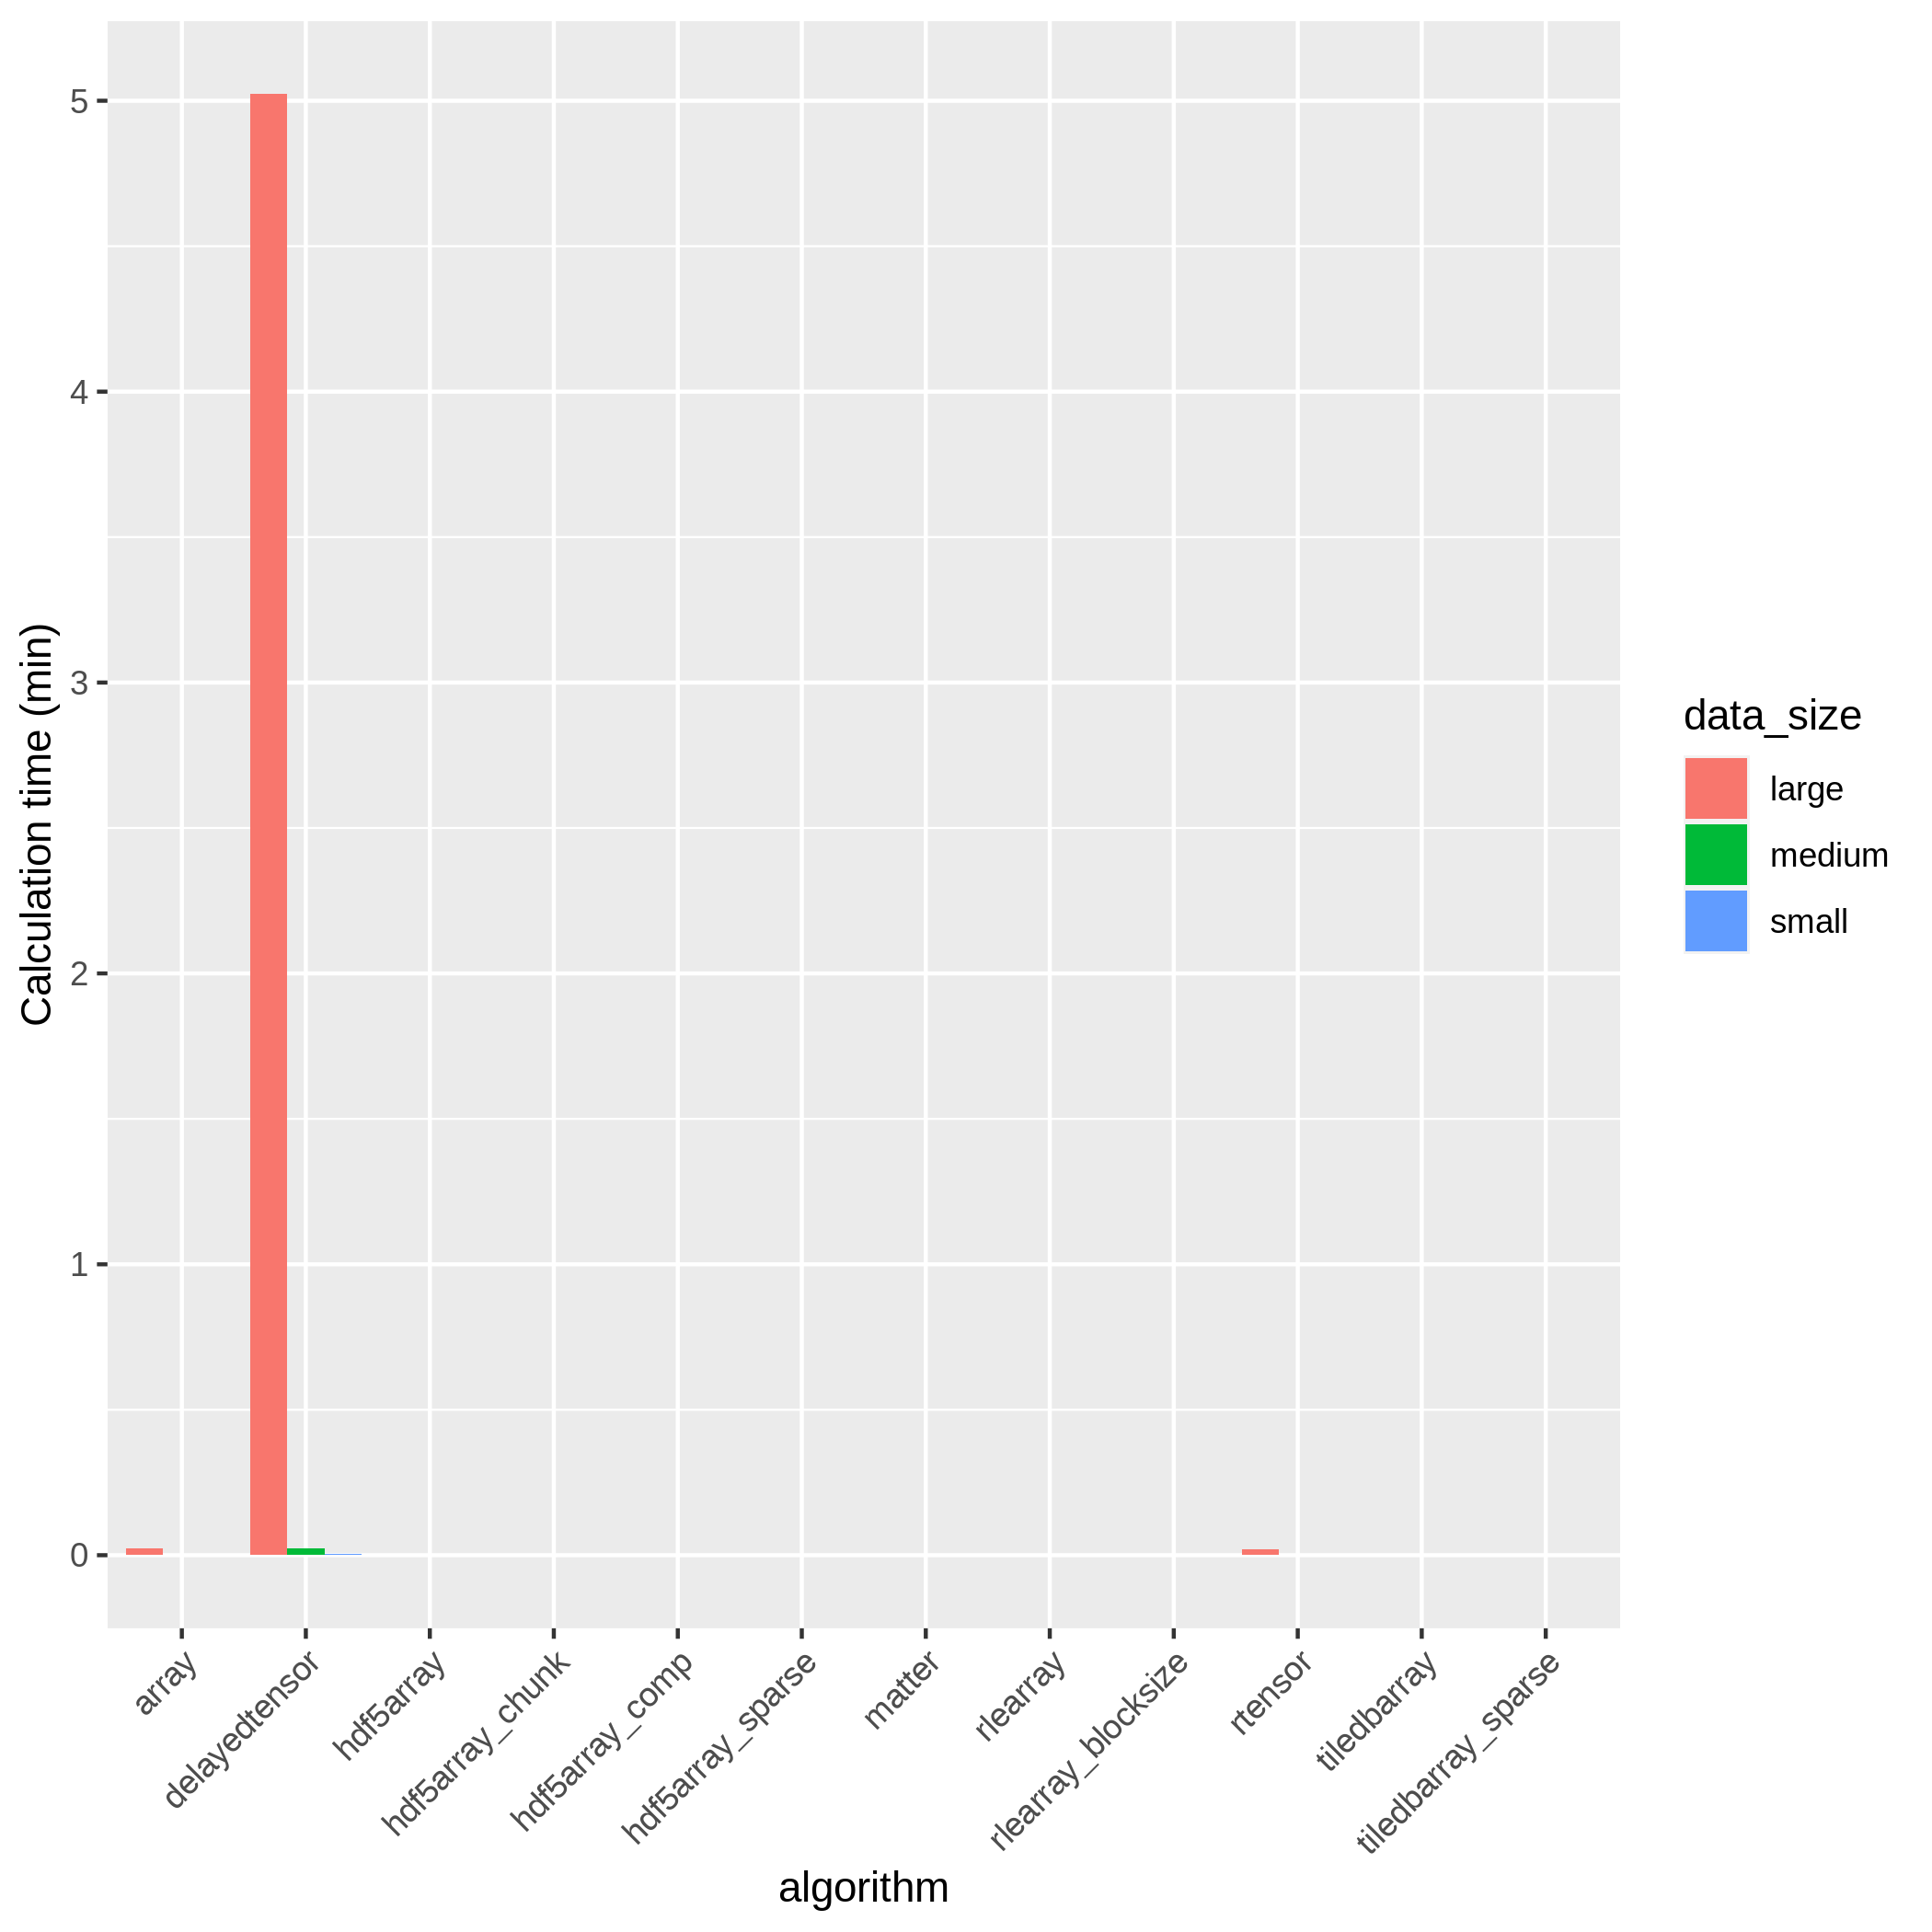 Calculation time (min)
5
4
3
2
1
0
array
delayedtensor
hdf5array
hdf5array_chunk
hdf5array_comp
hdf5array_sparse
matter
rlearray
rlearray_blocksize
rtensor
tiledbarray
tiledbarray_sparse
algorithm
data_size
large
medium
small